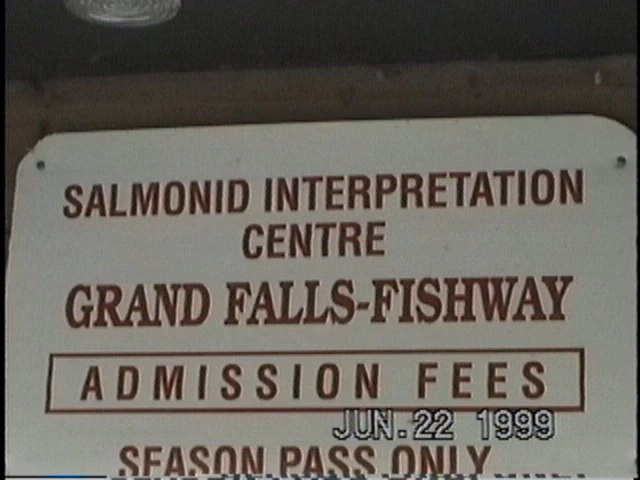 SALMONID INTERPRETATION
CENTRE
GRAND FALLS-FISHWAY
ADMISSION FEES
JUN. 22 1999
SEASON PASS ONLY